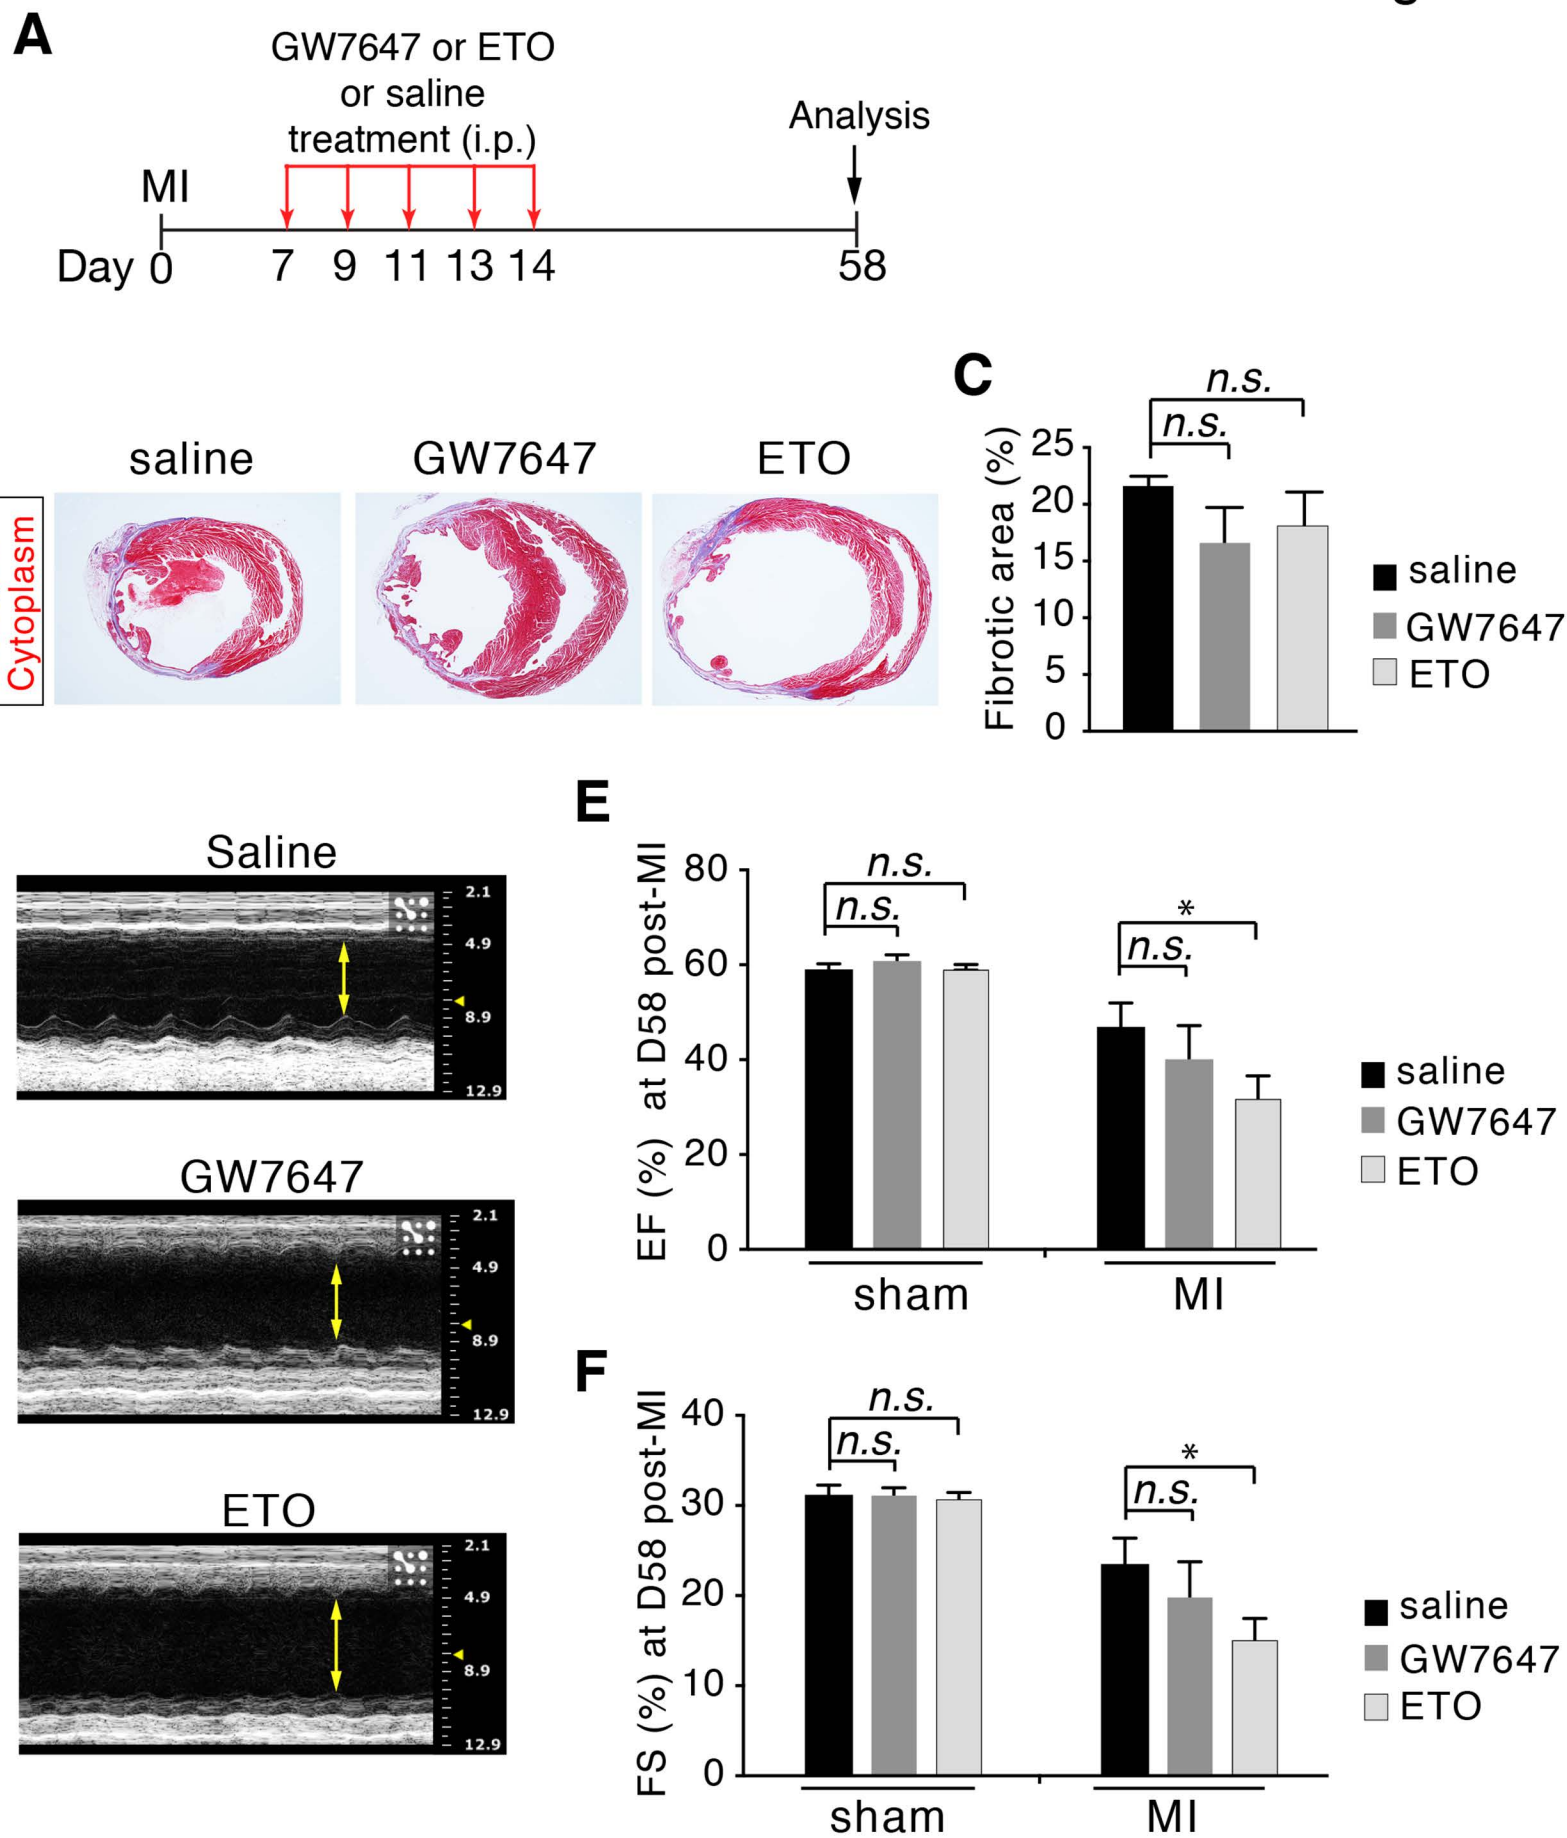 A
GW7647 or ETO
or saline
treatment (i.p.)
Analysis
MI
Day 0 7 9 11 13 14 58
saline GW7647 ETO
Cytoplasm
C
n.s.
n.s.
Fibrotic area (%)
25
20
15
10
5
0
saline
GW7647
ETO
Saline
2.1
4.9
8.9
12.9
GW7647
2.1
4.9
8.9
12.9
ETO
2.1
4.9
8.9
12.9
E
EF (%) at D58 post-MI
80
60
40
20
0
n.s.
n.s.
*
n.s.
sham MI
saline
GW7647
ETO
F
FS (%) at D58 post-MI
40
30
20
10
0
n.s.
n.s.
*
n.s.
sham MI
saline
GW7647
ETO